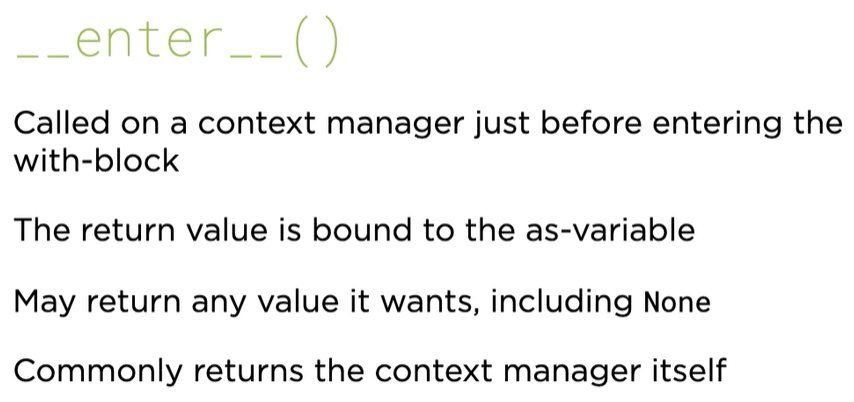 __enter__()
Called on a context manager just before entering the
with-block
The return value is bound to the as-variable
May return any value it wants, including None
Commonly returns the context manager itself